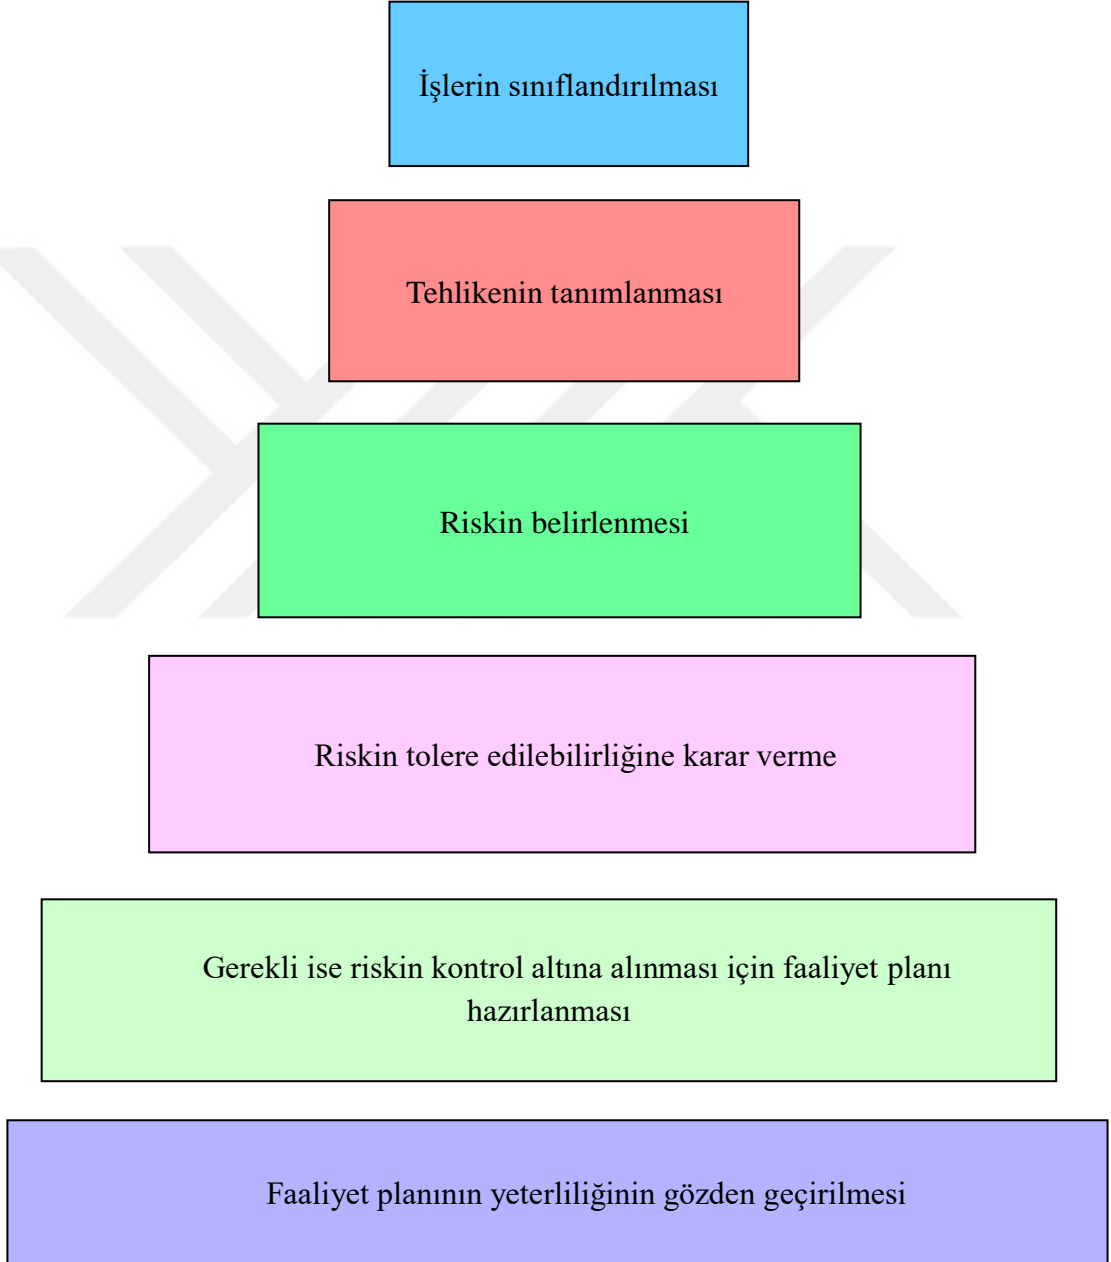 İşlerin sınıflandırılması
Tehlikenin tanımlanması
Riskin belirlenmesi
Riskin tolere edilebilirliğine karar verme
Gerekli ise riskin kontrol altına alınması için faaliyet planı
hazırlanması
Faaliyet planının yeterliliğinin gözden geçirilmesi